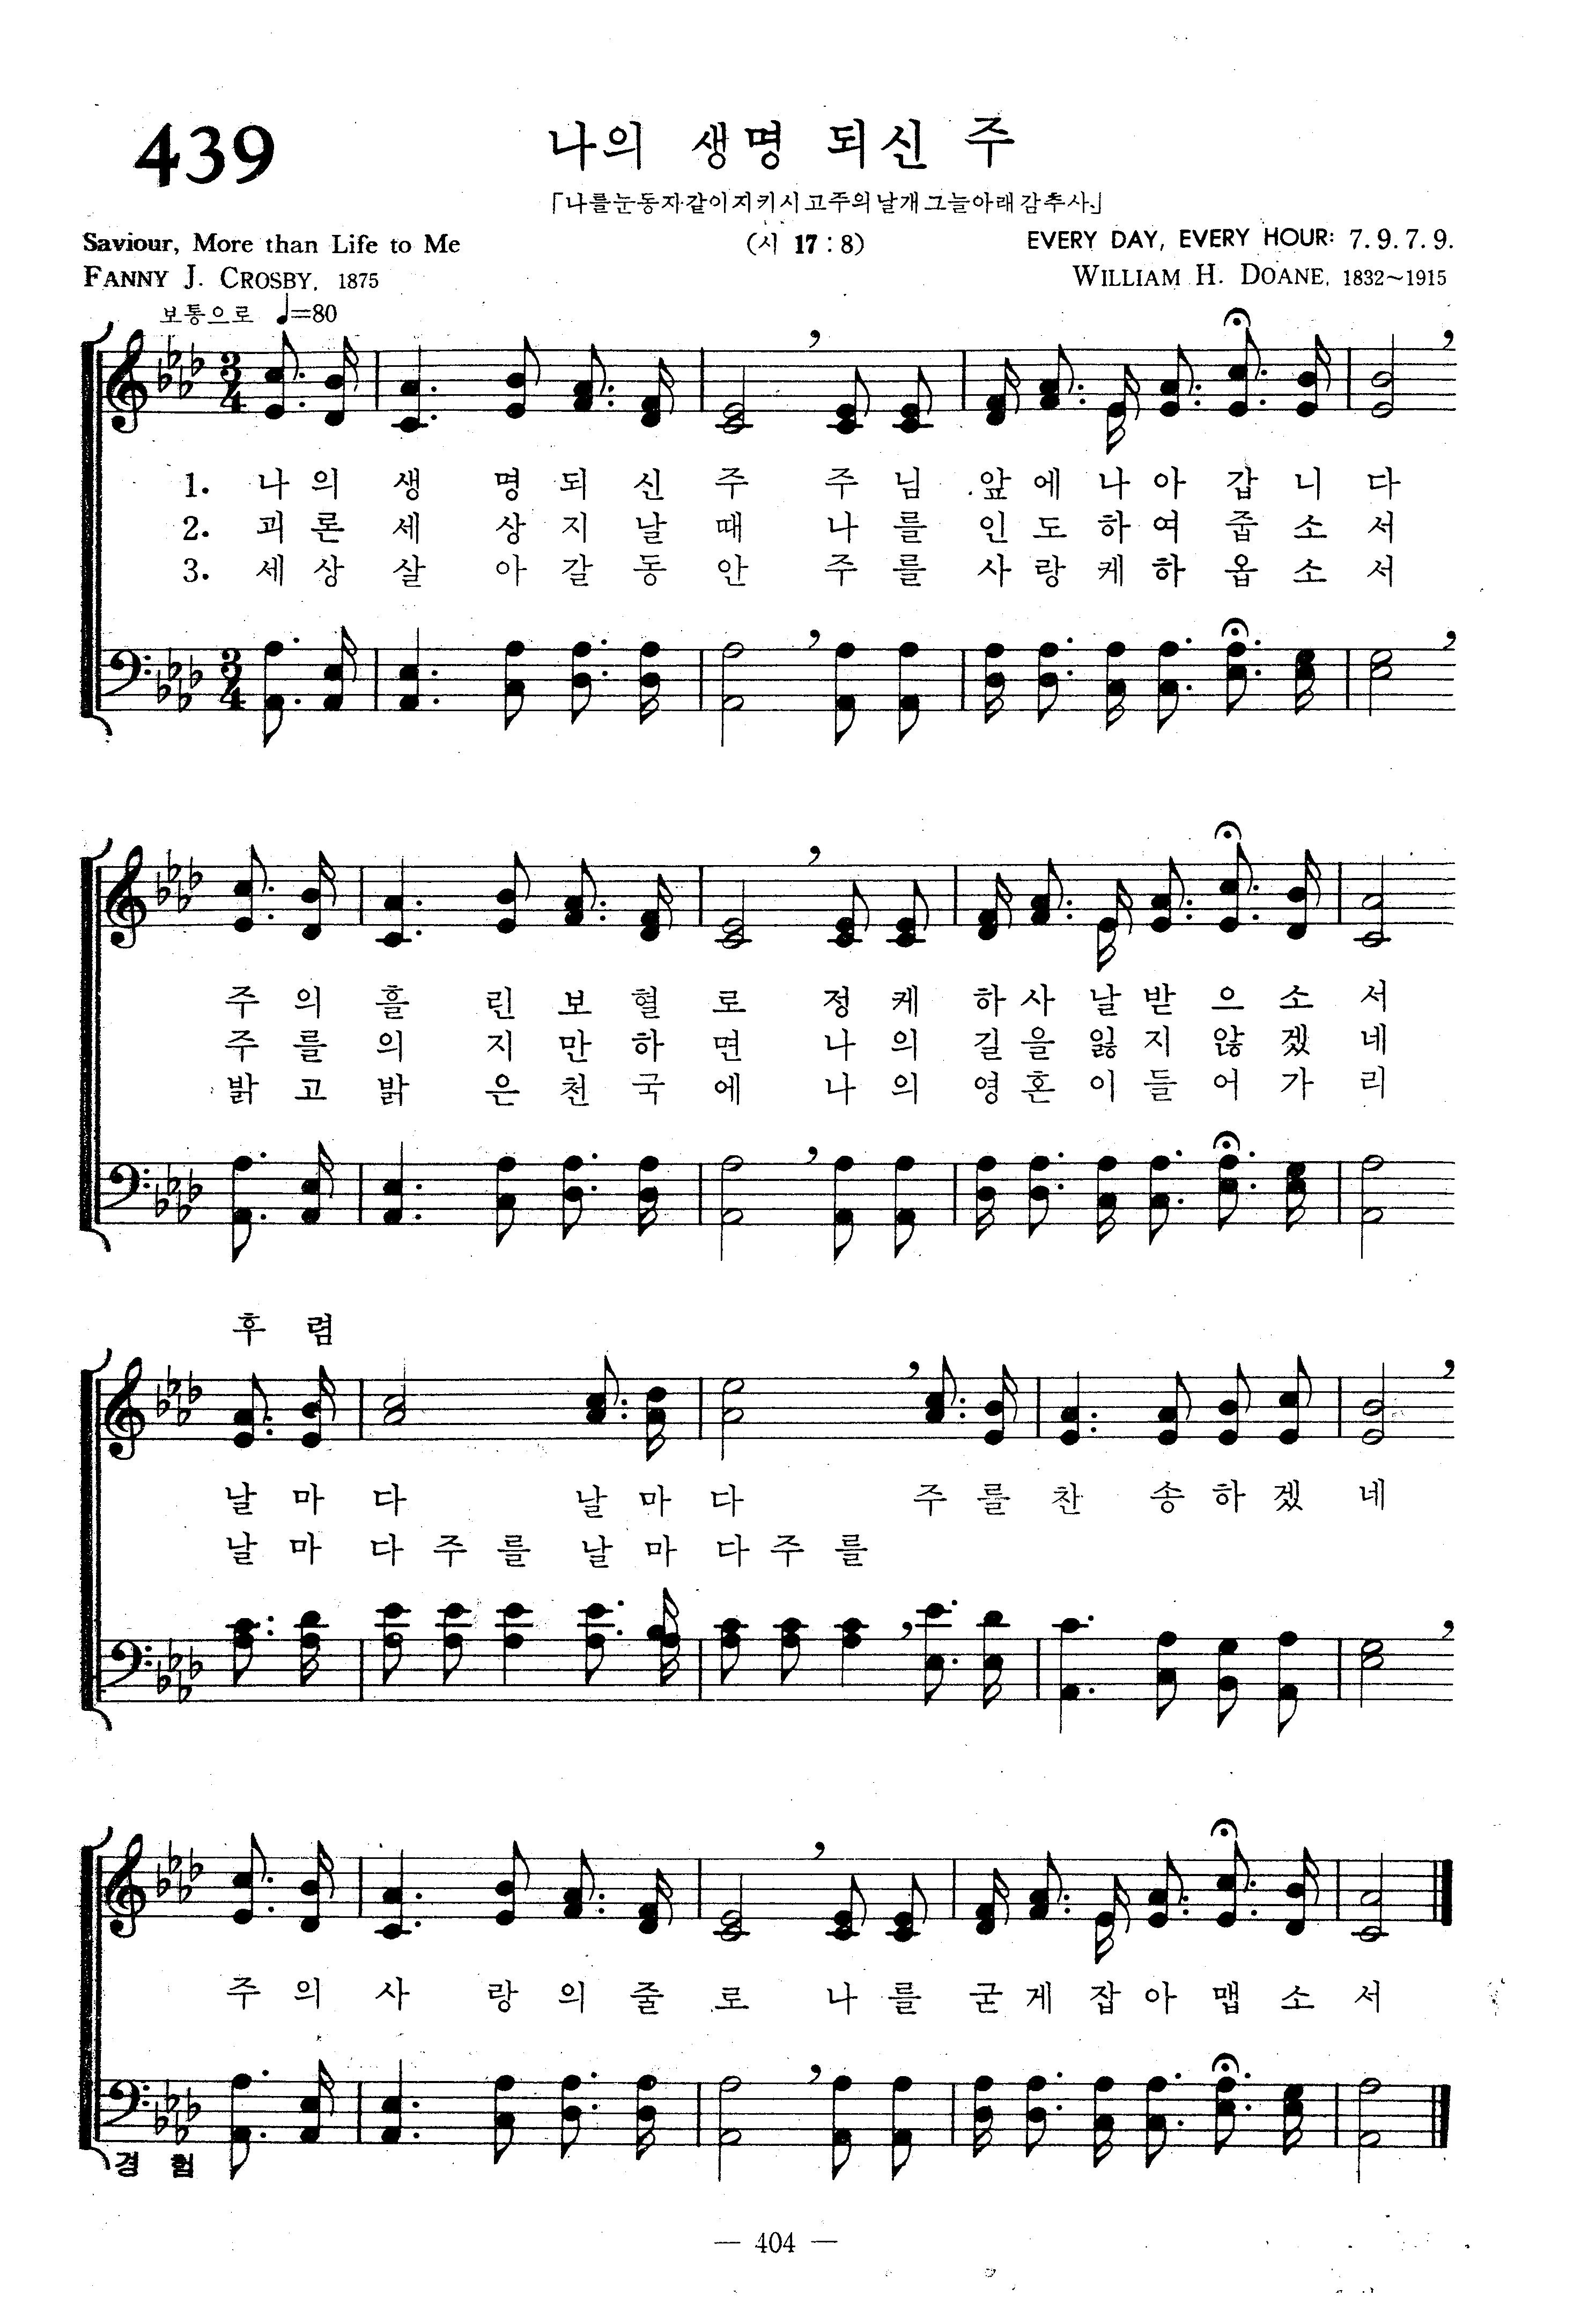 439
나의 생명 되신 주
「나를눈동자같이지키시고주의날개그늘아래감추사」
Saviour, More than Life to Me (시 17 : 8) EVERY DAY, EVERY HOUR: 7. 9. 7. 9.
FANNY J. CROSBY, 1875 WILLIAM H. DOANE, 1832~1915
보통으로 ♩=80
1. 나 의 생 명 되 신 주 주 님 앞 에 나 아 갑 니 다
2. 괴 론 세 상 지 날 때 나 를 인 도 하 여 줍 소 서
3. 세 상 살 아 갈 동 안 주 를 사 랑 케 하 옵 소 서
주 의 흘 린 보 혈 로 정 케 하 사 날 받 으 소 서
주 를 의 지 만 하 면 나 의 길 을 잃 지 않 겠 네
밝 고 밝 은 천 국 에 나 의 영 혼 이 들 어 가 리
후 렴
날 마 다 날 마 다 주 를 찬 송 하 겠 네
날 마 다 주 를 날 마 다 주 를
주 의 사 랑 의 줄 로 나 를 굳 게 잡 아 맵 소 서
경 험
— 404 —